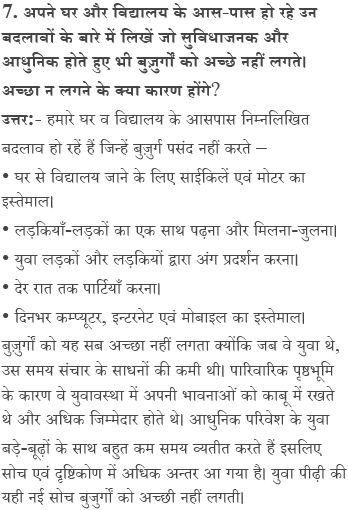 7. अपने घर और विद्यालय के आस-पास हो रहे उन
बदलावों के बारे में लिखें जो सुविधाजनक और
आधुनिक होते हुए भी बुज़ुर्गों को अच्छे नहीं लगते।
अच्छा न लगने के क्या कारण होंगे?
उत्तर:- हमारे घर व विद्यालय के आसपास निम्नलिखित
बदलाव हो रहें हैं जिन्हें बुजुर्ग पसंद नहीं करते –
• घर से विद्यालय जाने के लिए साईकिलें एवं मोटर का
इस्तेमाल।
• लड़कियाँ-लड़कों का एक साथ पढ़ना और मिलना-जुलना।
• युवा लड़कों और लड़कियों द्वारा अंग प्रदर्शन करना।
• देर रात तक पार्टियाँ करना।
• दिनभर कम्प्यूटर, इन्टरनेट एवं मोबाइल का इस्तेमाल।
बुजुर्गों को यह सब अच्छा नहीं लगता क्योंकि जब वे युवा थे,
उस समय संचार के साधनों की कमी थी। पारिवारिक पृष्ठभूमि
के कारण वे युवावस्था में अपनी भावनाओं को काबू में रखते
थे और अधिक जिम्मेदार होते थे। आधुनिक परिवेश के युवा
बड़े-बूढ़ों के साथ बहुत कम समय व्यतीत करते हैं इसलिए
सोच एवं दृष्टिकोण में अधिक अन्तर आ गया है। युवा पीढ़ी की
यही नई सोच बुजुर्गों को अच्छी नहीं लगती।